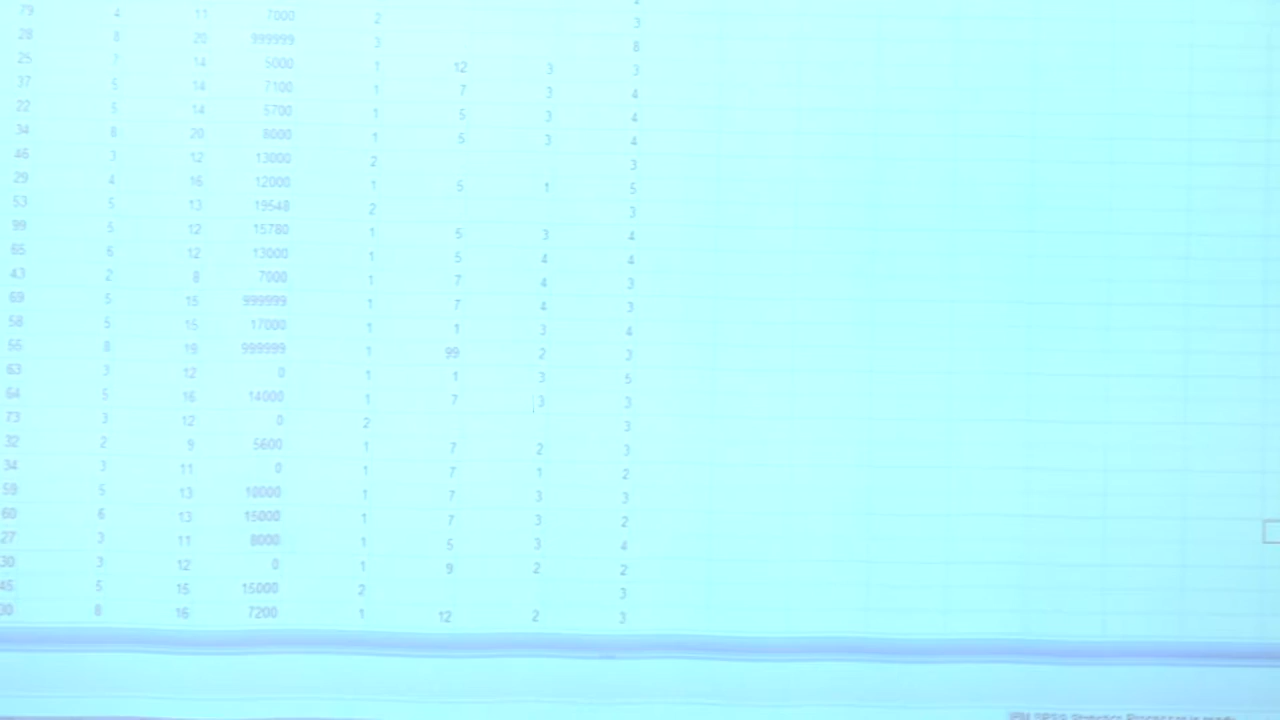 79 4 11 7000 2 3
28 8 20 999999 3 8
25 14 5000 1 12 3 3
37 5 14 7100 1 7 3 4
22 5 14 5700 1 5 3 4
34 8 20 8000 1 5 3 4
46 3 12 13000 2 3
29 4 16 12000 1 5 1 5
53 5 13 19548 2 3
99 5 12 15780 1 5 3 4
65 6 12 13000 1 5 4 4
43 2 8 7000 1 7 4 3
69 5 15 999999 1 7 4 3
58 5 15 17000 1 1 3 4
55 8 19 999999 1 99 2 3
63 3 12 0 1 1 3 5
64 5 16 14000 1 7 3 3
73 3 12 0 2 3
32 2 9 5600 1 7 2 3
34 3 11 0 1 7 1 2
59 5 13 10000 1 7 3 3
60 6 13 15000 1 7 3 2
27 3 11 8000 1 5 3 4
30 3 12 0 1 9 2 2
45 5 15 15000 2 3
8 16 7200 1 12 2 3
IBM SPSS Statistics Processor is ready